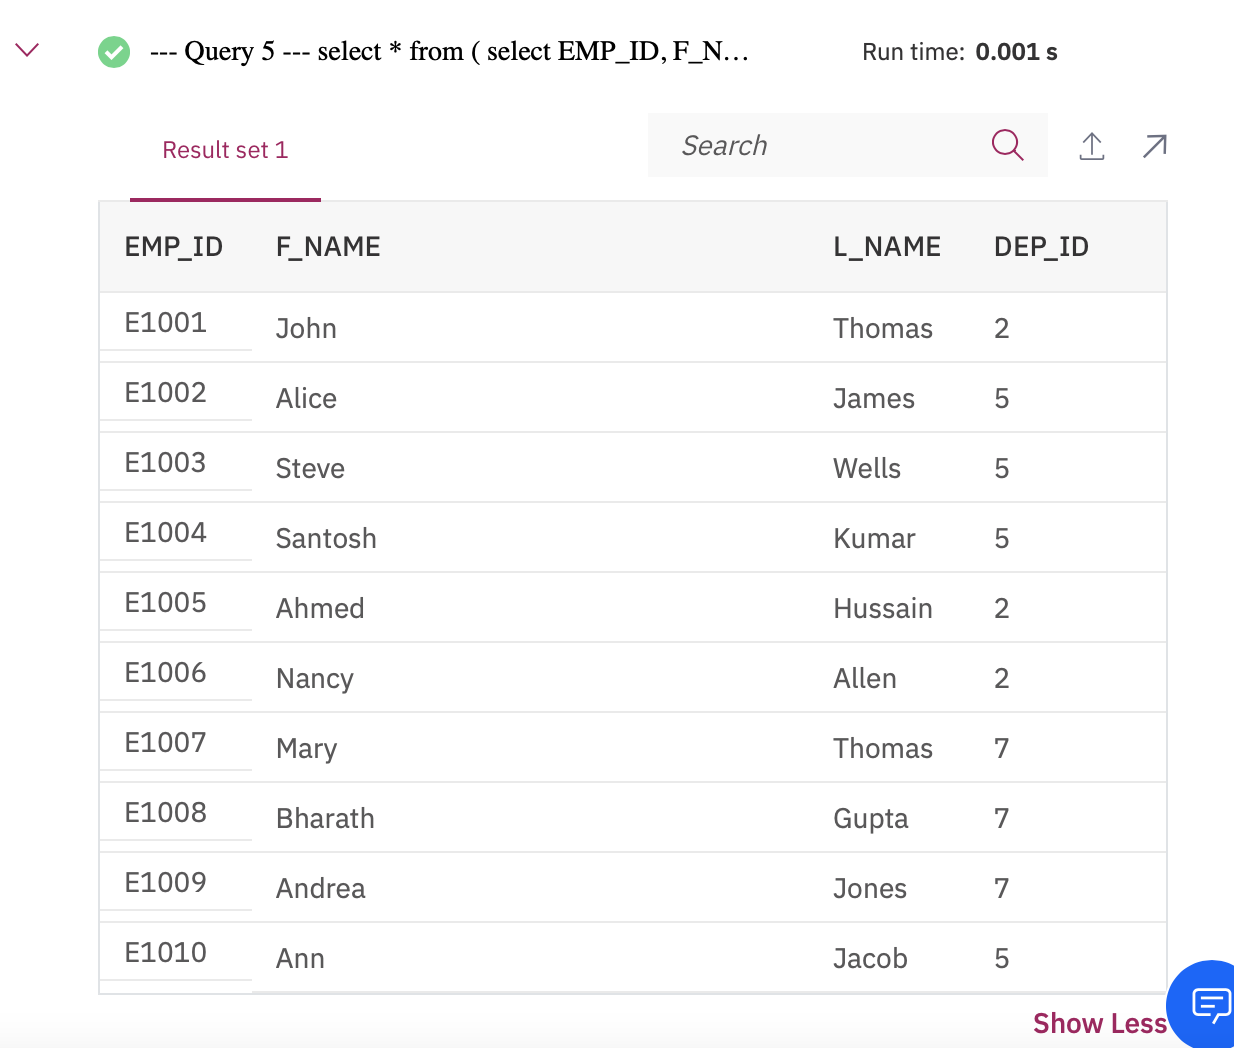 --- Query 5 --- select * from ( select EMP_ID, F_N... Run time: 0.001 s
Result set 1 Search
EMP_ID F_NAME L_NAME DEP_ID
E1001 John Thomas 2
E1002 Alice James 5
E1003 Steve Wells 5
E1004 Santosh Kumar 5
E1005 Ahmed Hussain 2
E1006 Nancy Allen 2
E1007 Mary Thomas 7
E1008 Bharath Gupta 7
E1009 Andrea Jones 7
E1010 Ann Jacob 5
Show Less